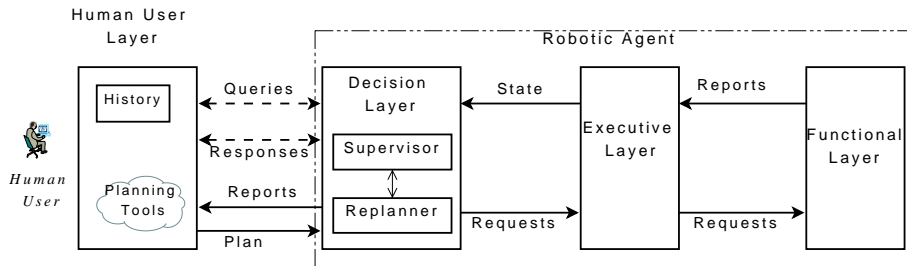 Human User
Layer
Robotic Agent
History
Human
User
Planning
Tools
Queries
Responses
Reports
Plan
Decision
Layer
Supervisor
Replanner
State
Requests
Executive
Layer
Reports
Requests
Functional
Layer